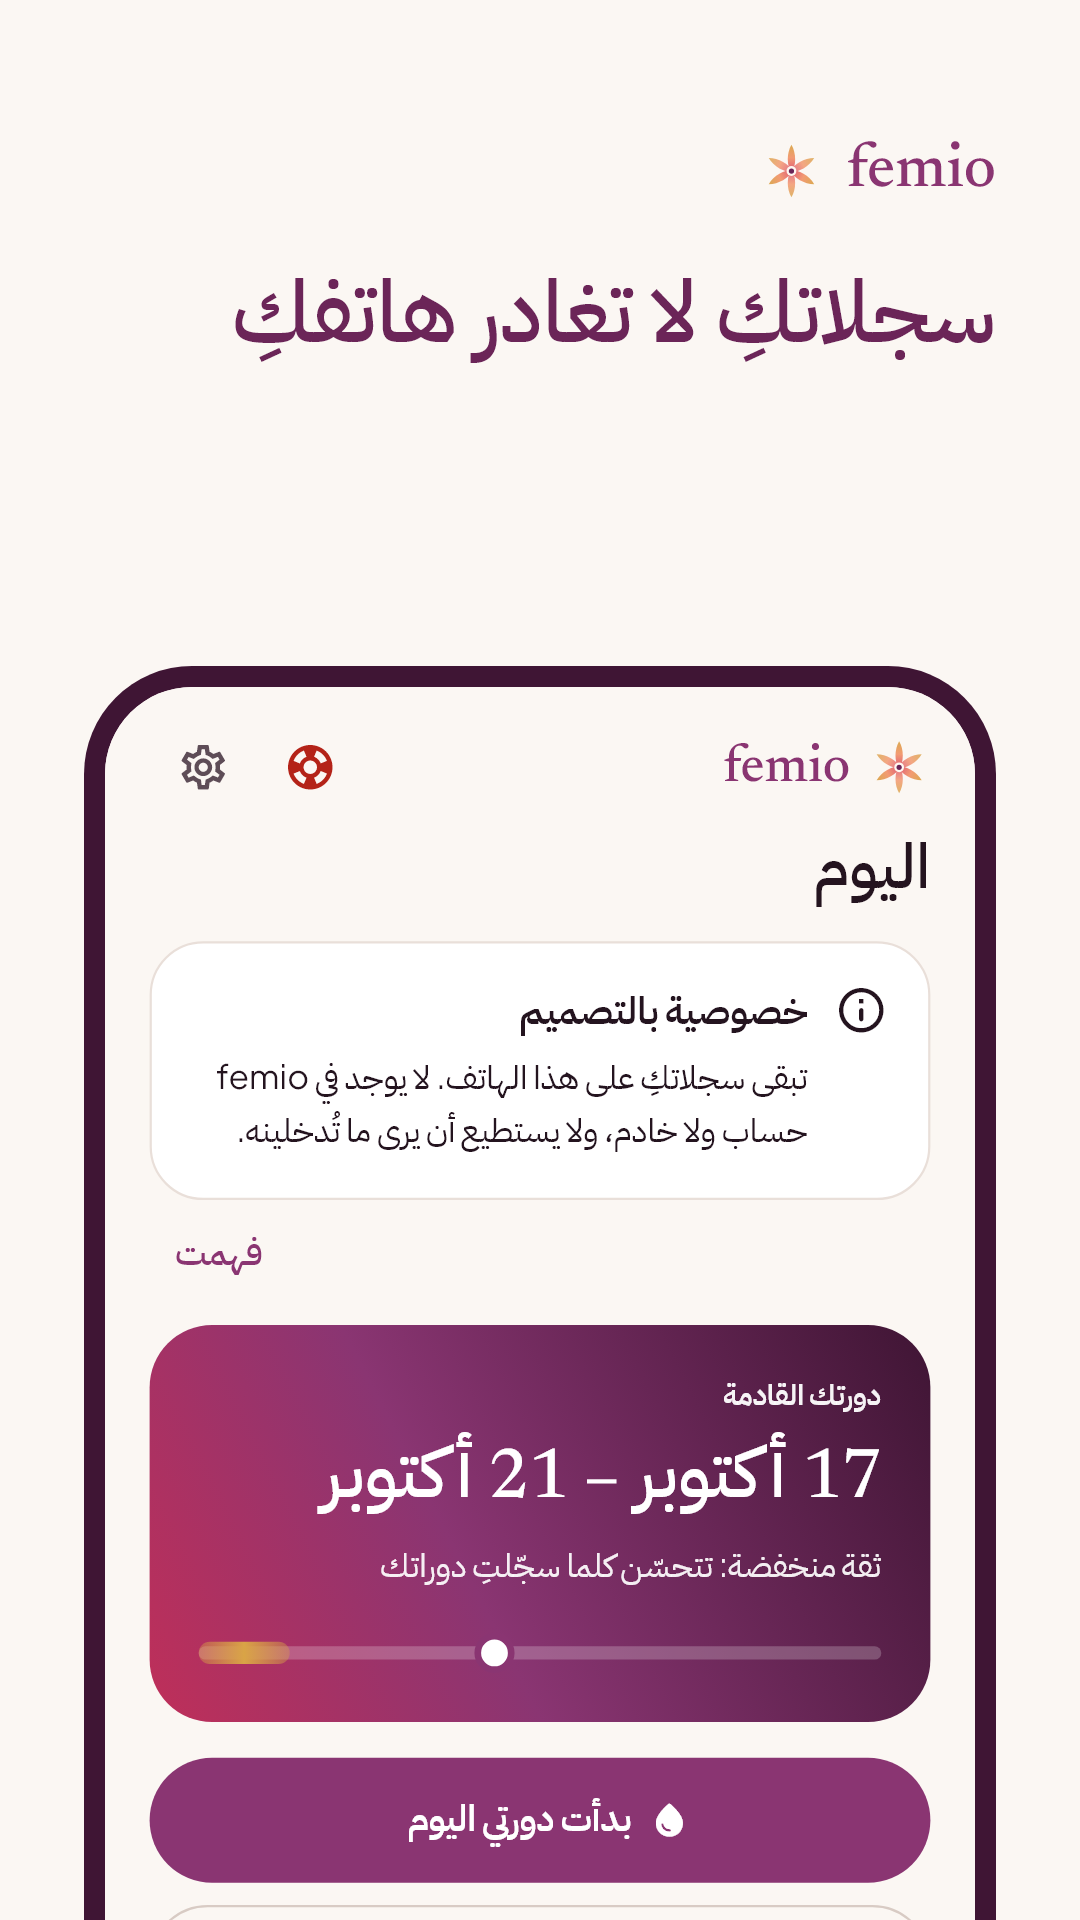 femio
سجلاتكِ لا تغادر هاتفكِ
femio
اليوم
خصوصية بالتصميم
تبقى سجلاتكِ على هذا الهاتف. لا يوجد في femio
حساب ولا خادم، ولا يستطيع أن يرى ما تُدخلينه.
فهمت
دورتك القادمة
17 أكتوبر – 21 أكتوبر
ثقة منخفضة: تتحسّن كلما سجّلتِ دوراتك
بدأت دورتي اليوم